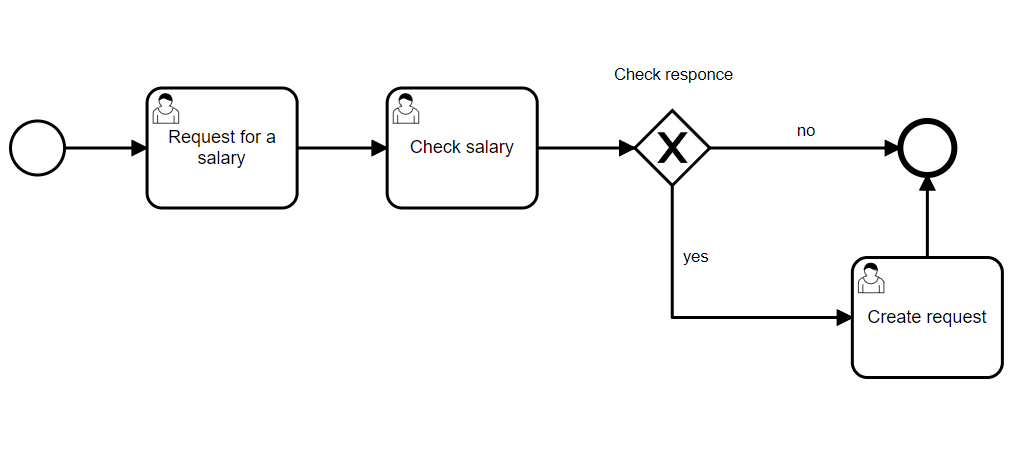 Check responce
Request for a
salary
Check salary
no
yes
Create request